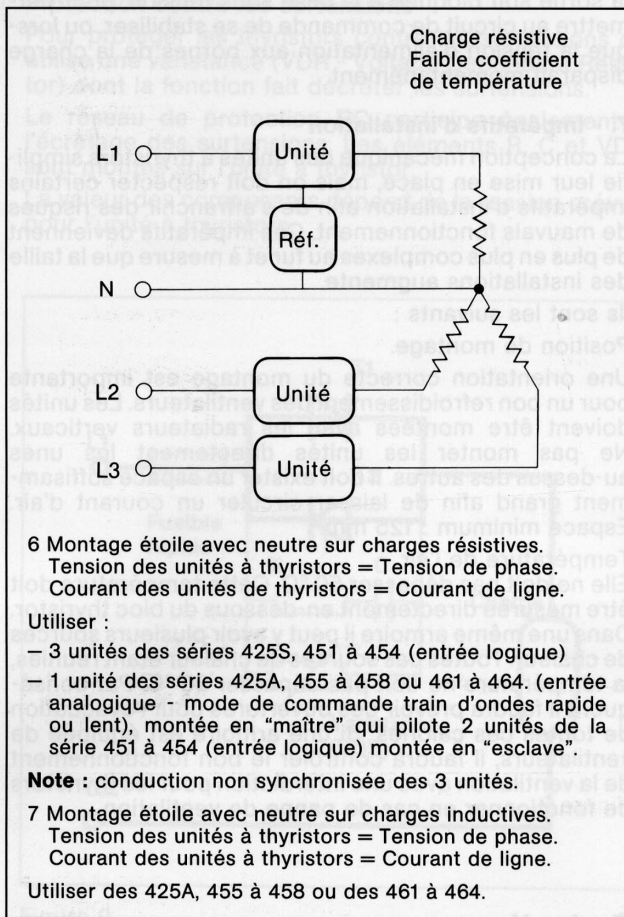 Charge résistive
Faible coefficient
de température
L1
Unité
Réf.
N
L2
Unité
L3
Unité
6 Montage étoile avec neutre sur charges résistives.
Tension des unités à thyristors = Tension de phase.
Courant des unités de thyristors = Courant de ligne.
Utiliser :
— 3 unités des séries 425S, 451 à 454 (entrée logique)
— 1 unité des séries 425A, 455 à 458 ou 461 à 464. (entrée
analogique - mode de commande train d'ondes rapide
ou lent), montée en "maître" qui pilote 2 unités de la
série 451 à 454 (entrée logique) montée en "esclave".
Note : conduction non synchronisée des 3 unités.
7 Montage étoile avec neutre sur charges inductives.
Tension des unités à thyristors = Tension de phase.
Courant des unités à thyristors = Courant de ligne.
Utiliser des 425A, 455 à 458 ou des 461 à 464.